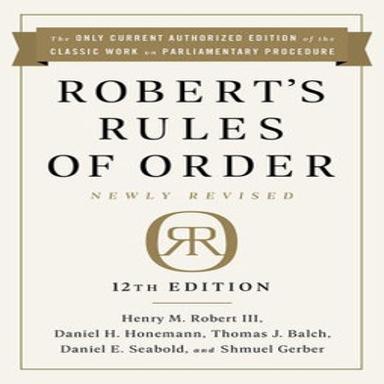 The ONLY CURRENT AUTHORIZED EDITION of the
CLASSIC WORK on PARLIAMENTARY PROCEDURE
ROBERT'S
RULES
OF ORDER
NEWLY REVISED
RR
12TH EDITION
Henry M. Robert III,
Daniel H. Honemann, Thomas J. Balch,
Daniel E. Seabold, and Shmuel Gerber